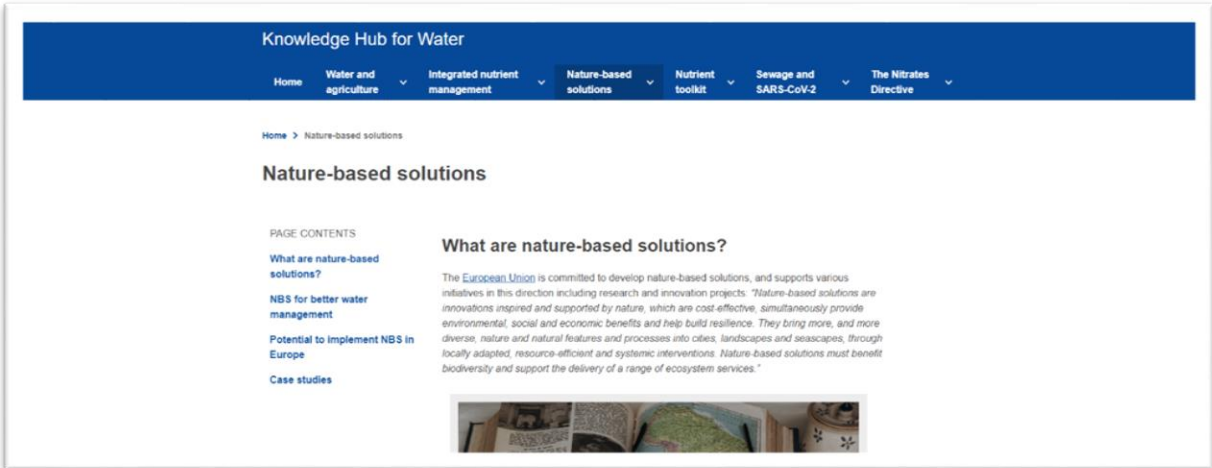 Knowledge Hub for Water
Home
Water and
agriculture
Integrated nutrient
management
Nature-based
solutions
Nutrient
toolkit
Sewage and
SARS-CoV-2
The Nitrates
Directive
Home > Nature-based solutions
Nature-based solutions
PAGE CONTENTS
What are nature-based
solutions?
NBS for better water
management
Potential to implement NBS in
Europe
Case studies
What are nature-based solutions?
The European Union is committed to develop nature-based solutions, and supports various
initiatives in this direction including research and innovation projects: "Nature-based solutions are
innovations inspired and supported by nature, which are cost-effective, simultaneously provide
environmental, social and economic benefits and help build resilience. They bring more, and more
diverse, nature and natural features and processes into cities, landscapes and seascapes, through
locally adapted, resource-efficient and systemic interventions. Nature-based solutions must benefit
biodiversity and support the delivery of a range of ecosystem services."